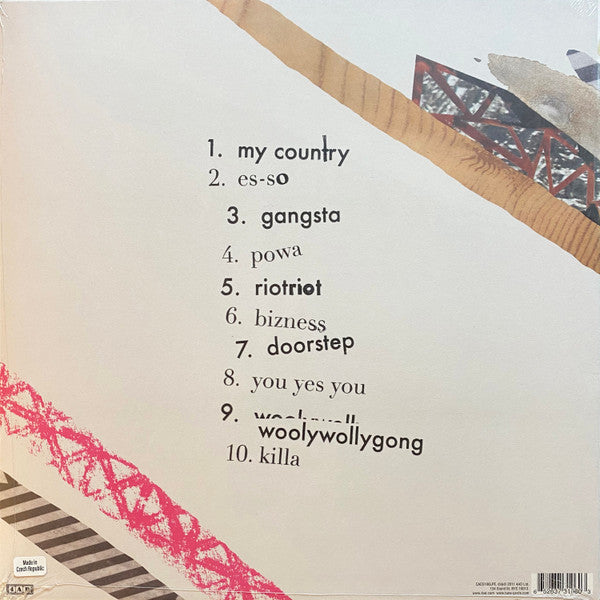 1. my country
2. es-so
3. gangsta
4. powa
5. riotriot
6. bizness
7. doorstep
8. you yes you
9.
woolywollygong
10. killa
Made in
Czech Republic
4AD